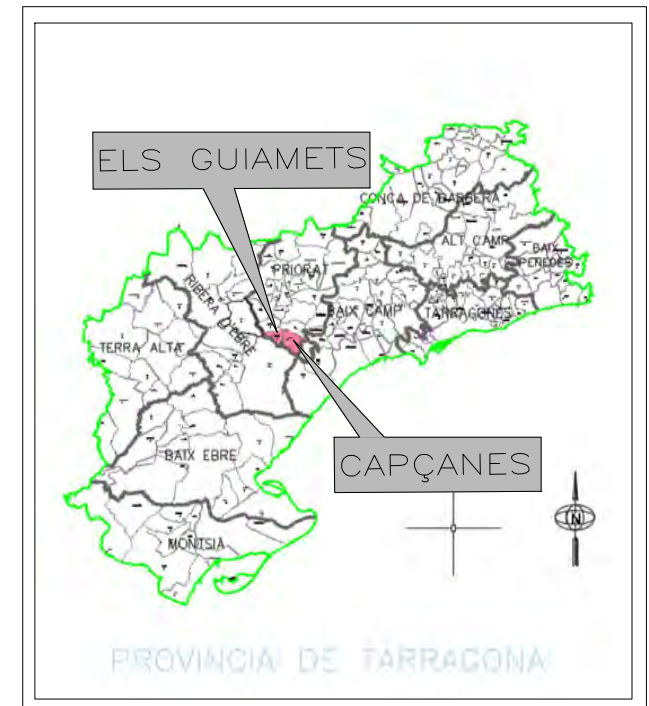 ELS GUIAMETS
CONCA DE BARBERA
ALT CAMP
BAIX
PENEDES
PRIORAT
RIBERA D'EBRE
BAIX CAMP
TARRAGONES
TERRA ALTA
CAPÇANES
BAIX EBRE
MONTSIA
N
PROVINCIA DE TARRAGONA